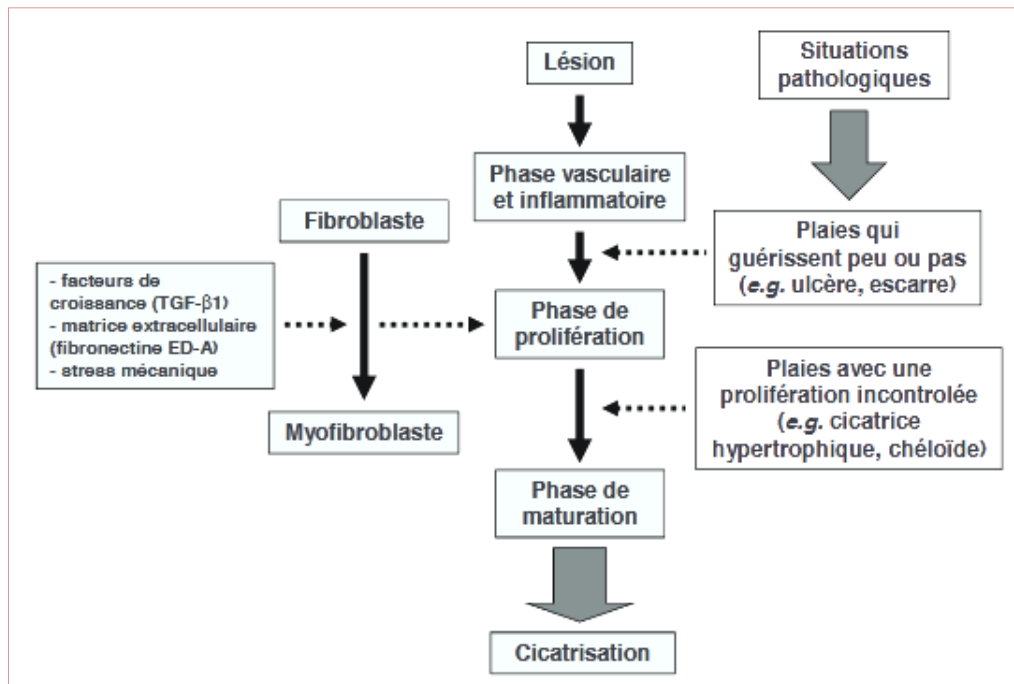 Lésion
Situations
pathologiques
Phase vasculaire
et inflammatoire
Fibroblaste
Plaies qui
guérissent peu ou pas
(e.g. ulcère, escarre)
- facteurs de
croissance (TGF-β1)
- matrice extracellulaire
(fibronectine ED-A)
- stress mécanique
Phase de
prolifération
Plaies avec une
prolifération incontrolée
(e.g. cicatrice
hypertrophique, chéloïde)
Myofibroblaste
Phase de
maturation
Cicatrisation